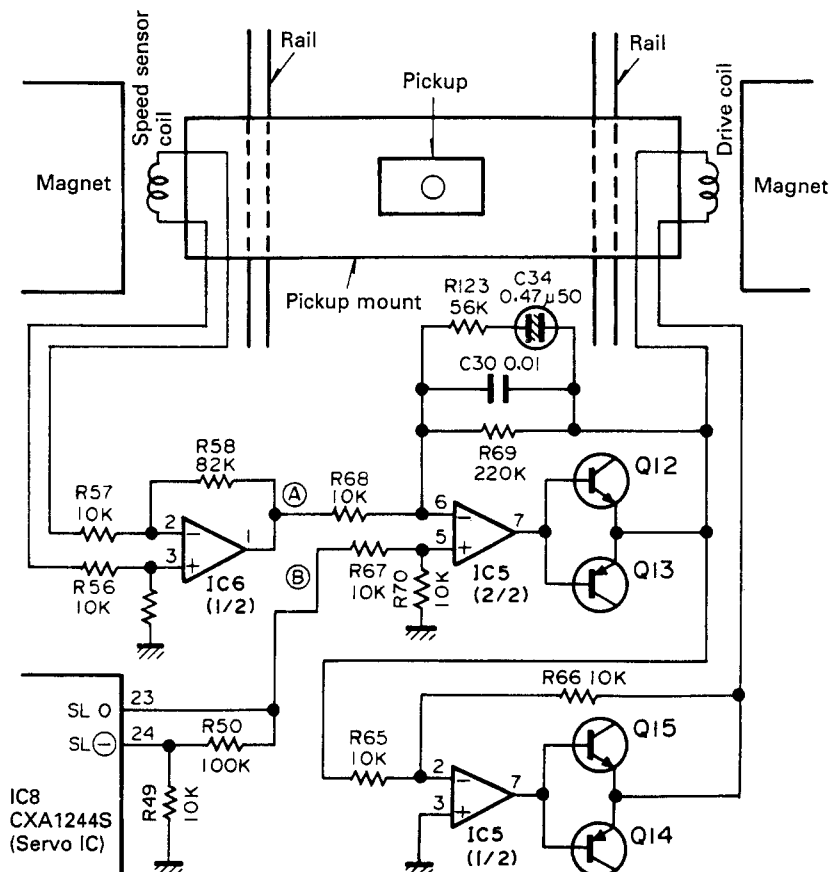 Speed sensor
coil
Rail
Pickup
Rail
Drive coil
Magnet
Magnet
Pickup mount
R123
56K
C34
0.47µ50
C30 0.01
R58
82K
R69
220K
Q12
R57
10K
A
R68
10K
2
−
1
6
−
7
3
+
5
+
R56
10K
IC6
(1/2)
B
R67
10K
R70
10K
IC5
(2/2)
Q13
R66 10K
SL O
23
SL ⊖
24
R50
100K
R65
10K
Q15
2
−
7
3
+
R49
10K
IC8
CXA1244S
(Servo IC)
IC5
(1/2)
Q14